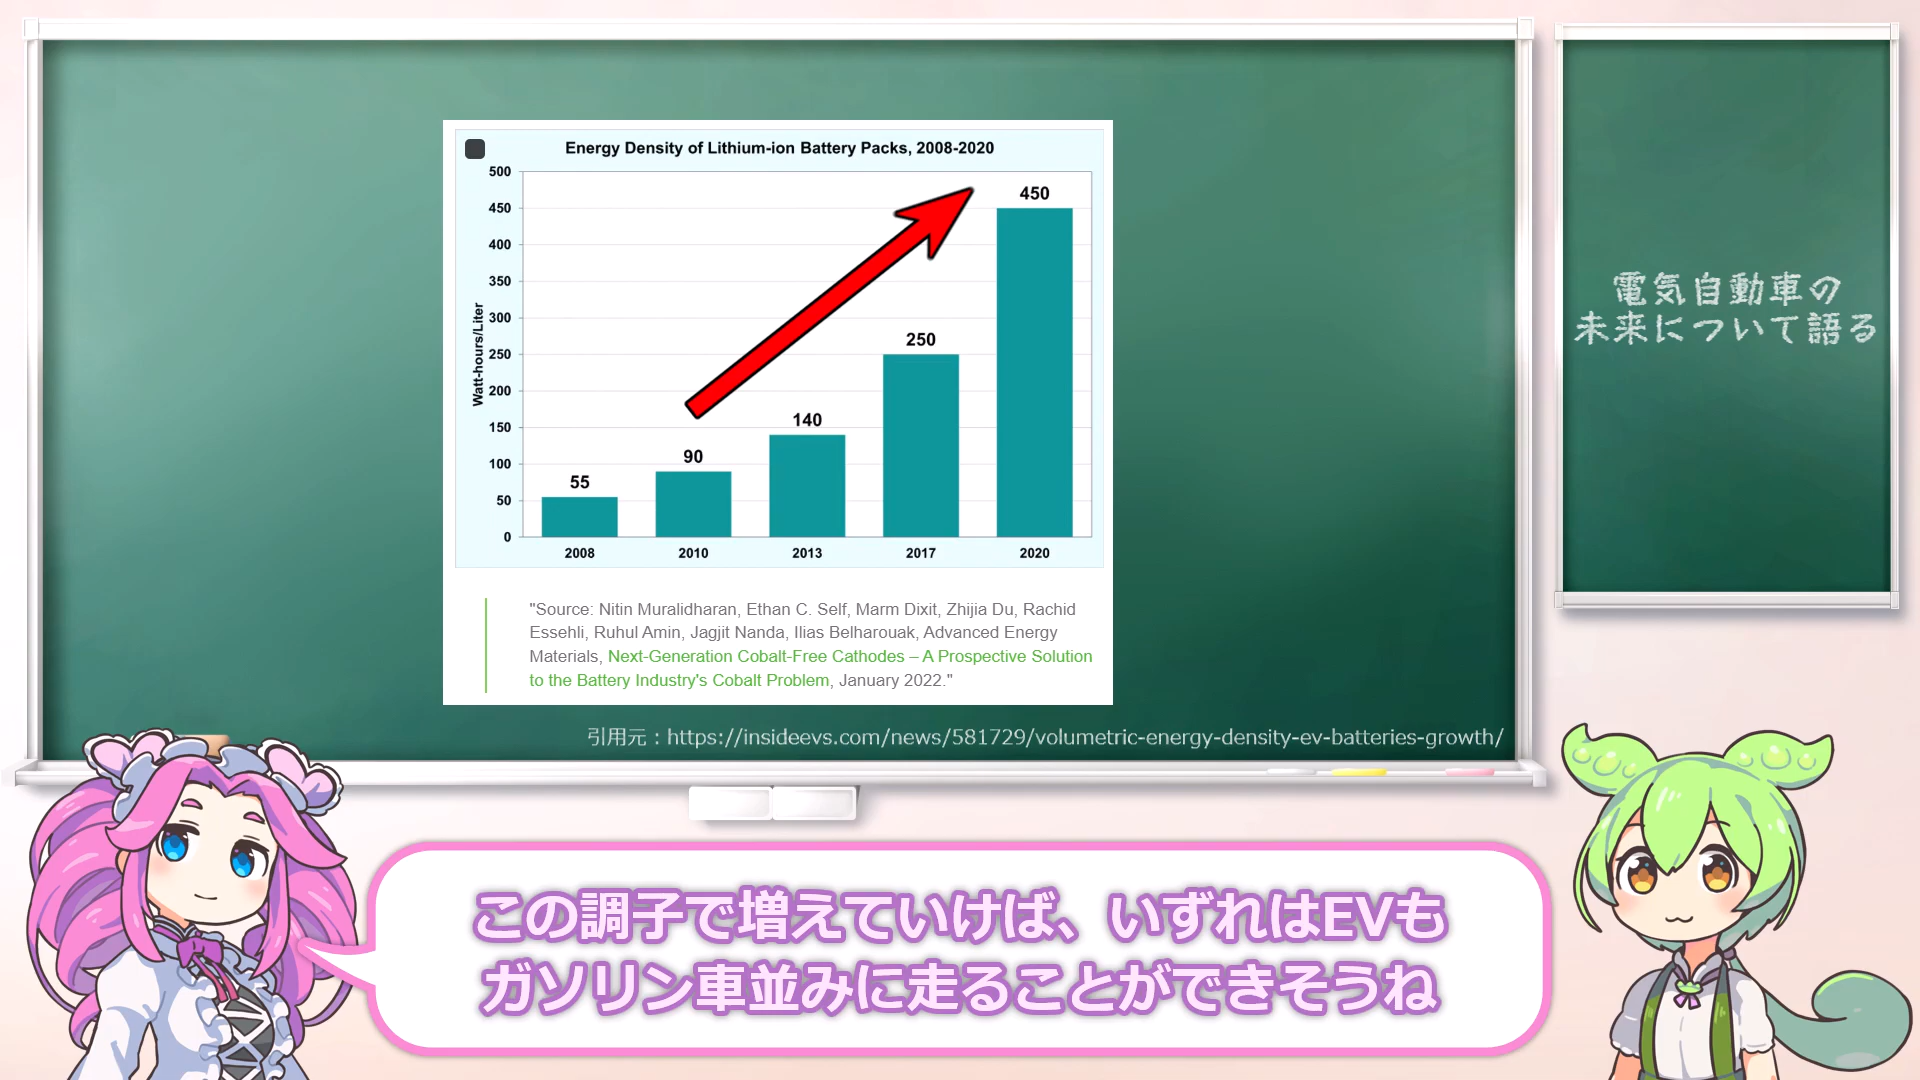 Energy Density of Lithium-ion Battery Packs, 2008-2020
500
450
400
350
300
250
200
150
100
50
0
Watt-hours/Liter
55
90
140
250
450
2008
2010
2013
2017
2020
"Source: Nitin Muralidharan, Ethan C. Self, Marm Dixit, Zhijia Du, Rachid
Essehli, Ruhul Amin, Jagjit Nanda, Ilias Belharouak, Advanced Energy
Materials, Next-Generation Cobalt-Free Cathodes – A Prospective Solution
to the Battery Industry's Cobalt Problem, January 2022."
引用元：https://insideevs.com/news/581729/volumetric-energy-density-ev-batteries-growth/
電気自動車の
未来について語る
この調子で増えていけば、いずれはEVも
ガソリン車並みに走ることができそうね